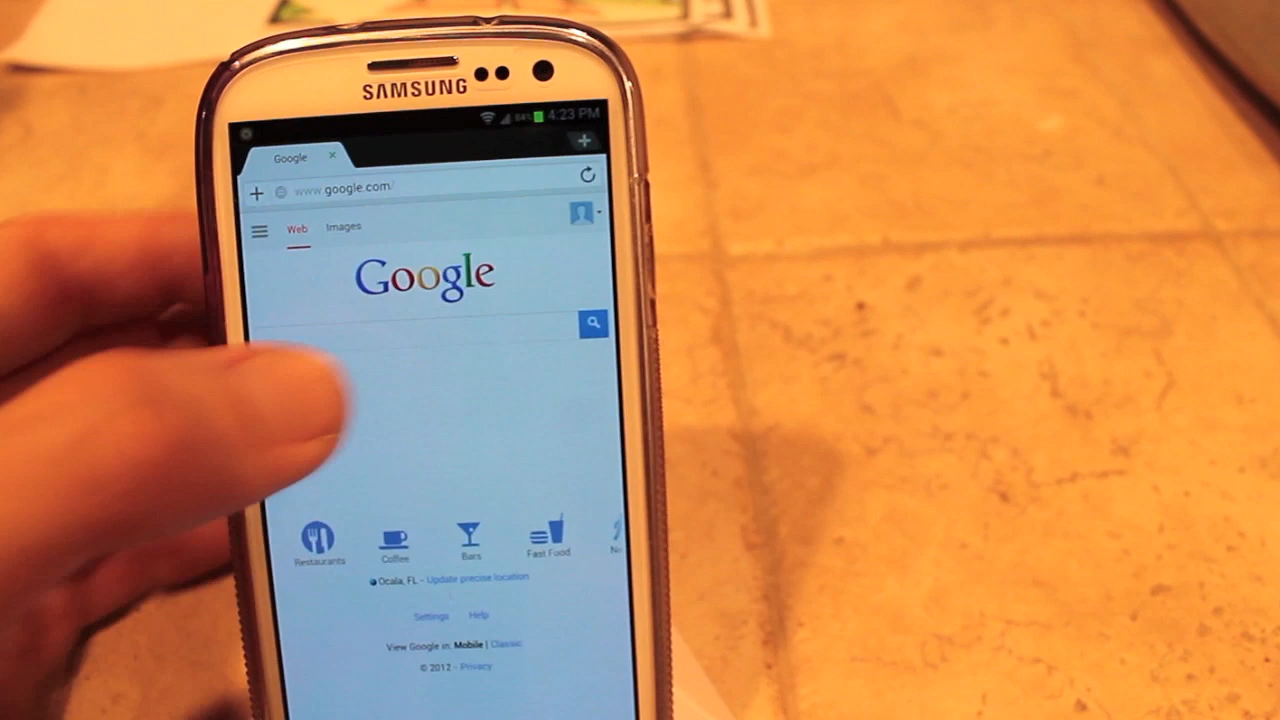 SAMSUNG
84% 4:23 PM
Google
www.google.com/
Web Images
Google
Restaurants Coffee Bars Fast Food
Ocala, FL - Update precise location
Settings Help
View Google in: Mobile | Classic
© 2012 - Privacy